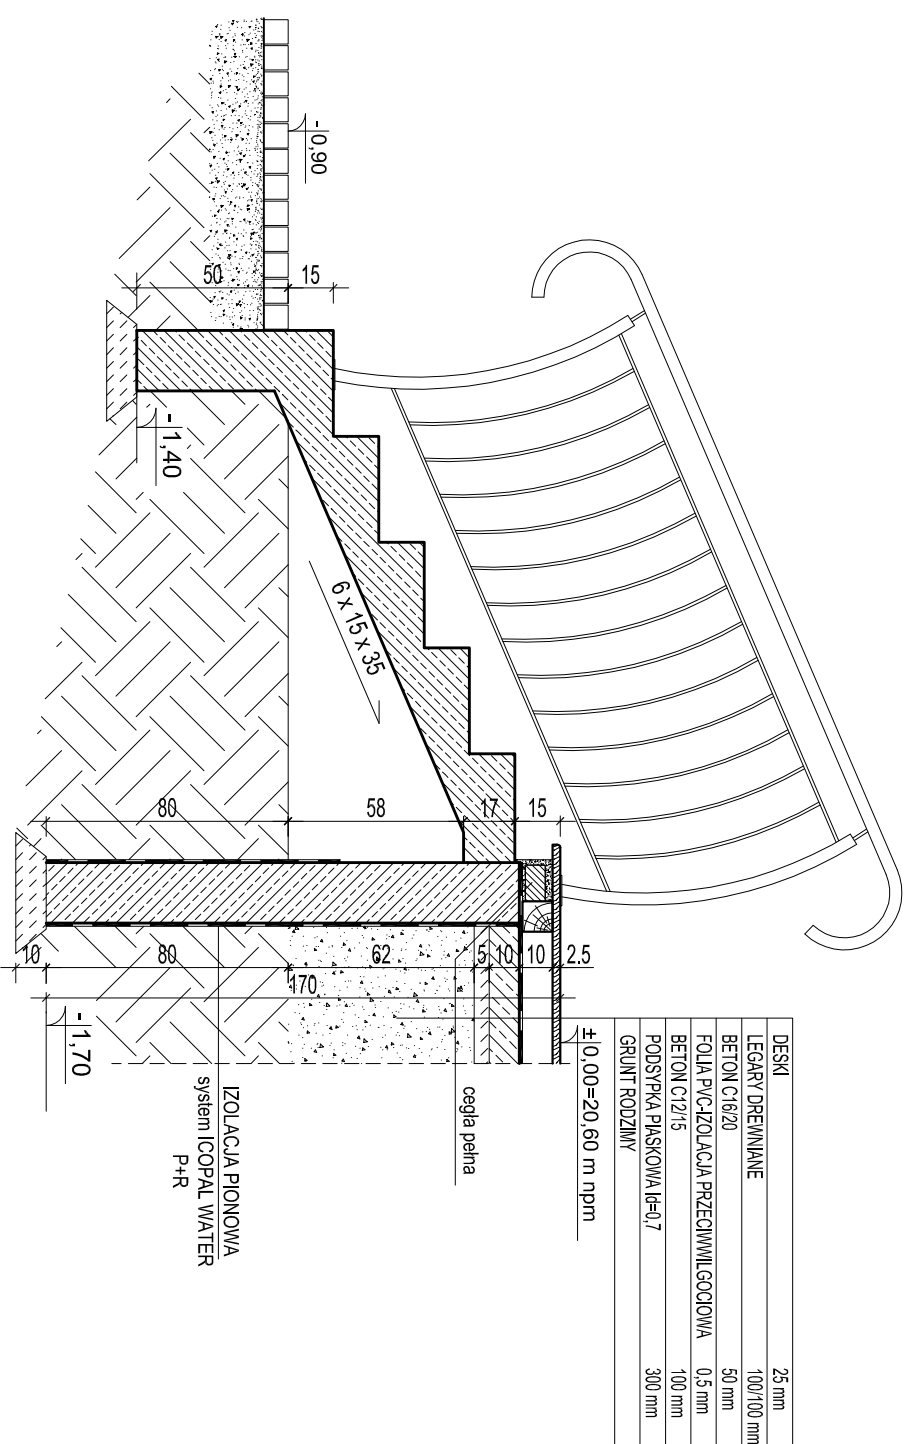 - 0,90
50
15
- 1,40
6 x 15 x 35
80
58
17
15
10
80
62
5
10
10
2.5
170
- 1,70
± 0,00=20,60 m npm
cegła pełna
IZOLACJA PIONOWA
system ICOPAL WATER
P+R
DESKI 25 mm
LEGARY DREWNIANE 100/100 mm
BETON C16/20 50 mm
FOLIA PVC-IZOLACJA PRZECIWWILGOCIOWA 0,5 mm
BETON C12/15 100 mm
PODSYPKA PIASKOWA Id=0,7 300 mm
GRUNT RODZIMY